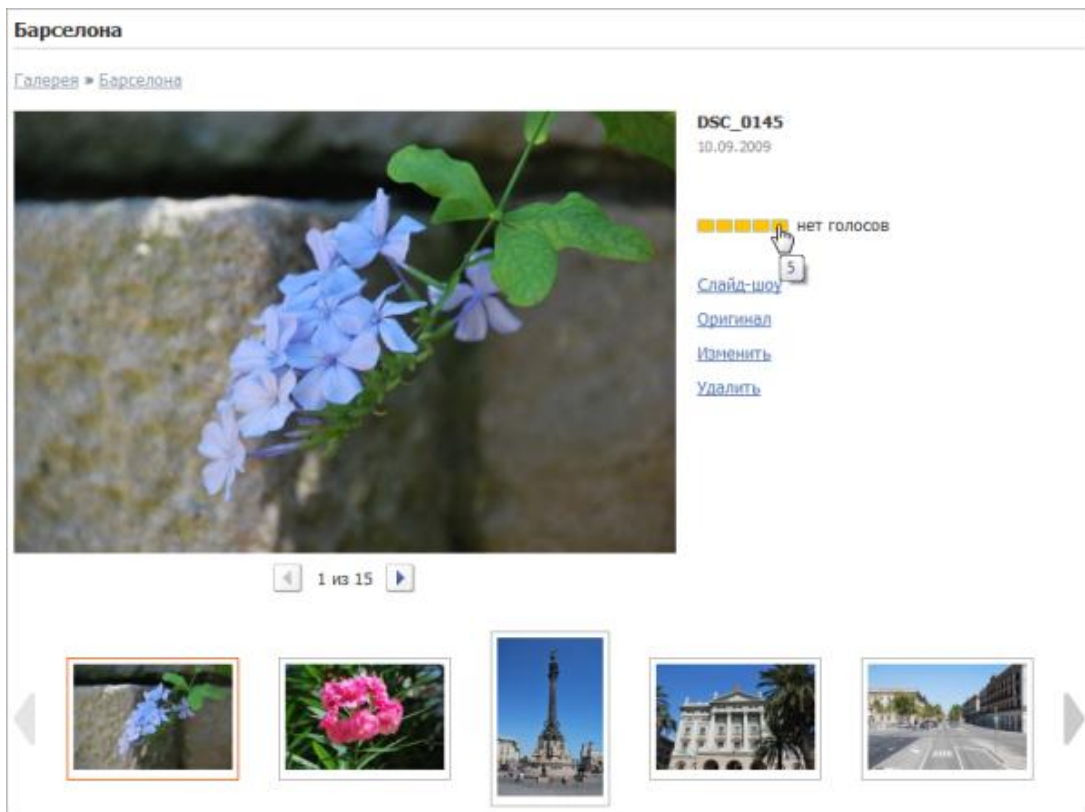 Барселона
Галерея » Барселона
DSC_0145
10.09.2009
нет голосов
5
Слайд-шоу
Оригинал
Изменить
Удалить
1 из 15